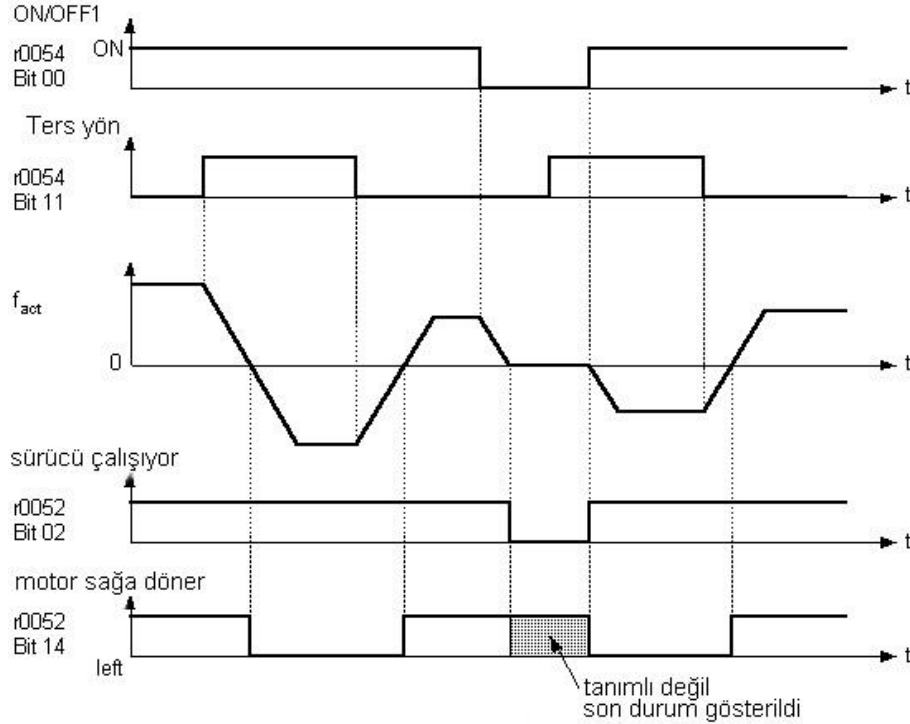 ON/OFF1
r0054
Bit 00
ON
t
Ters yön
r0054
Bit 11
t
fact
0
t
sürücü çalışıyor
r0052
Bit 02
t
motor sağa döner
r0052
Bit 14
left
t
tanımlı değil
son durum gösterildi